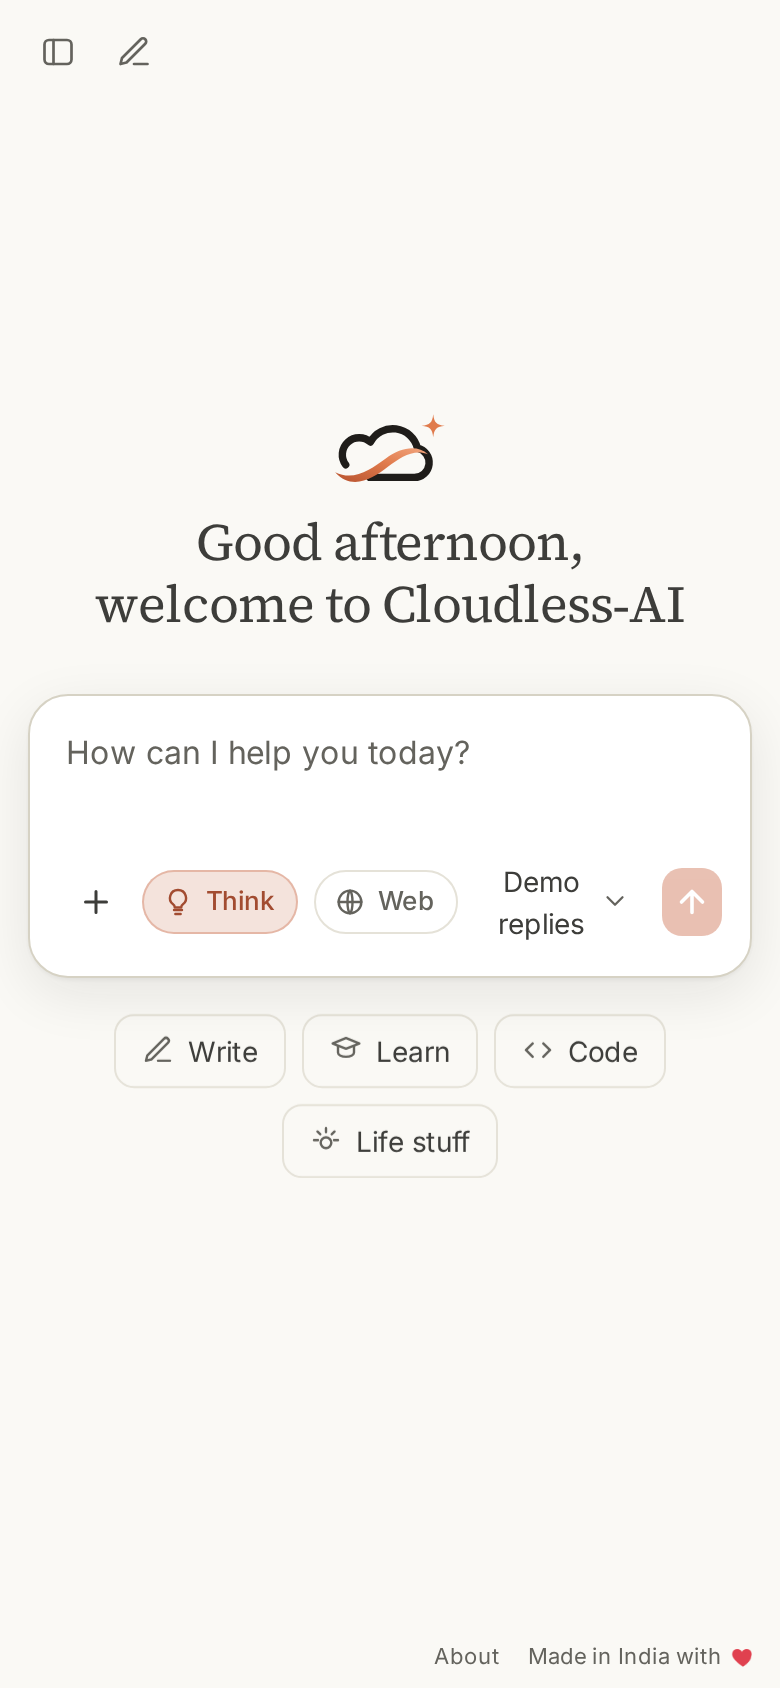 Good afternoon,
welcome to Cloudless-AI
How can I help you today?
Think
Web
Demo
replies
Write
Learn
Code
Life stuff
About
Made in India with